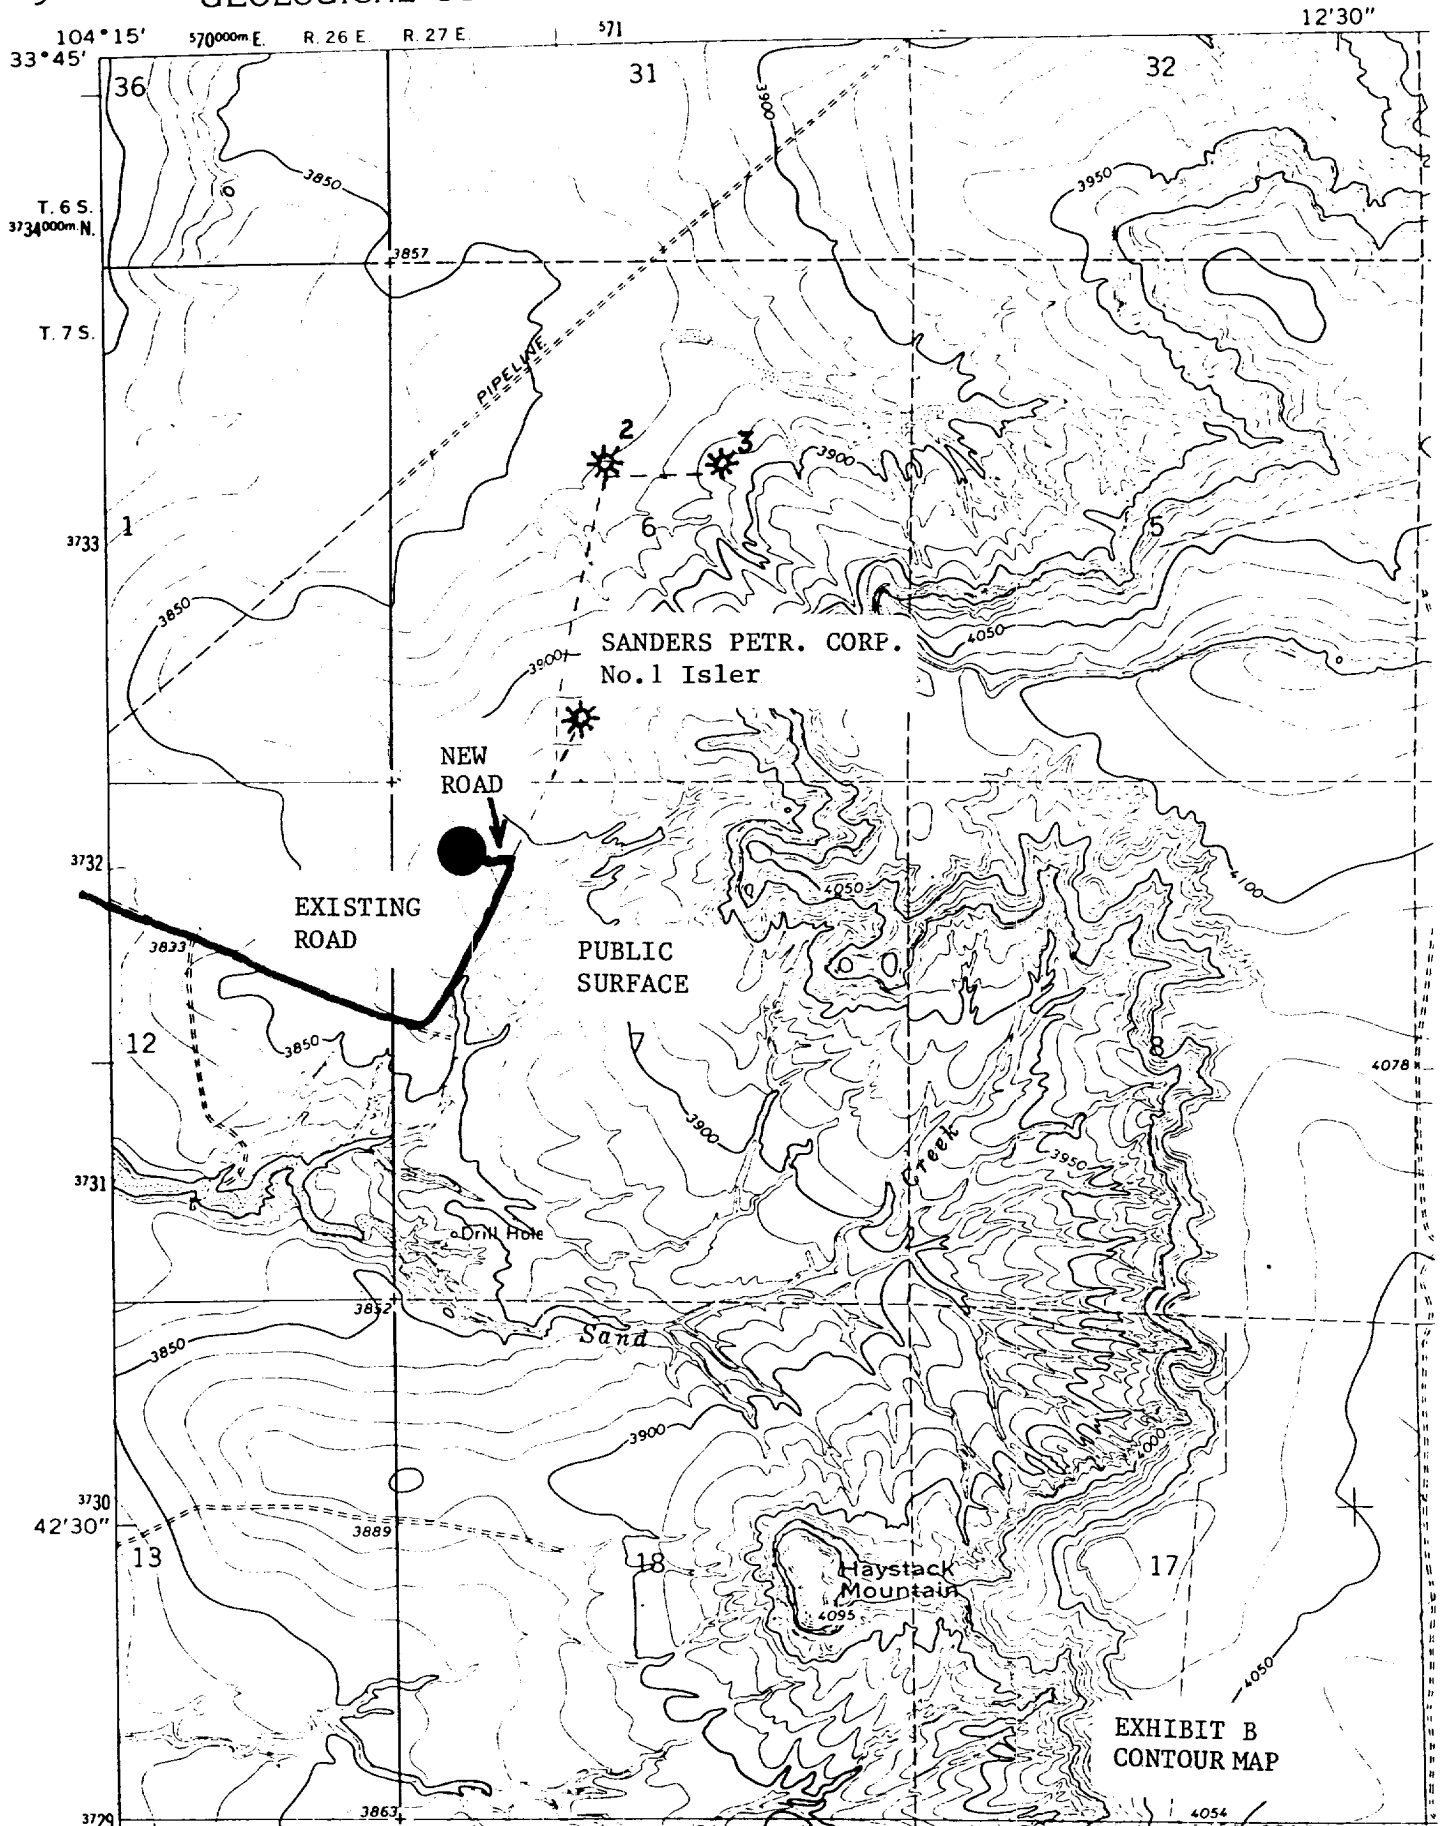 GEOLOGICAL
104°15' 570000m E. R. 26 E. R. 27 E. 571 12'30"
33°45'
36 31 32
3900
3850 3950
T. 6 S.
3734000m N.
3857
T. 7 S.
PIPELINE
2 3
3900
1 6 5
3733
3850
SANDERS PETR. CORP.
No.1 Isler
4050
3900
NEW
ROAD
3732
4050 4100
EXISTING
ROAD
3833
PUBLIC
SURFACE
12 3850 8
4078
3900
Creek
3950
3731
Drill Hole
3852
Sand
3850
3900
4000
3730
42'30"
3889
13 18 17
Haystack
Mountain
4095
4050
EXHIBIT B
CONTOUR MAP
3863 4054
3729